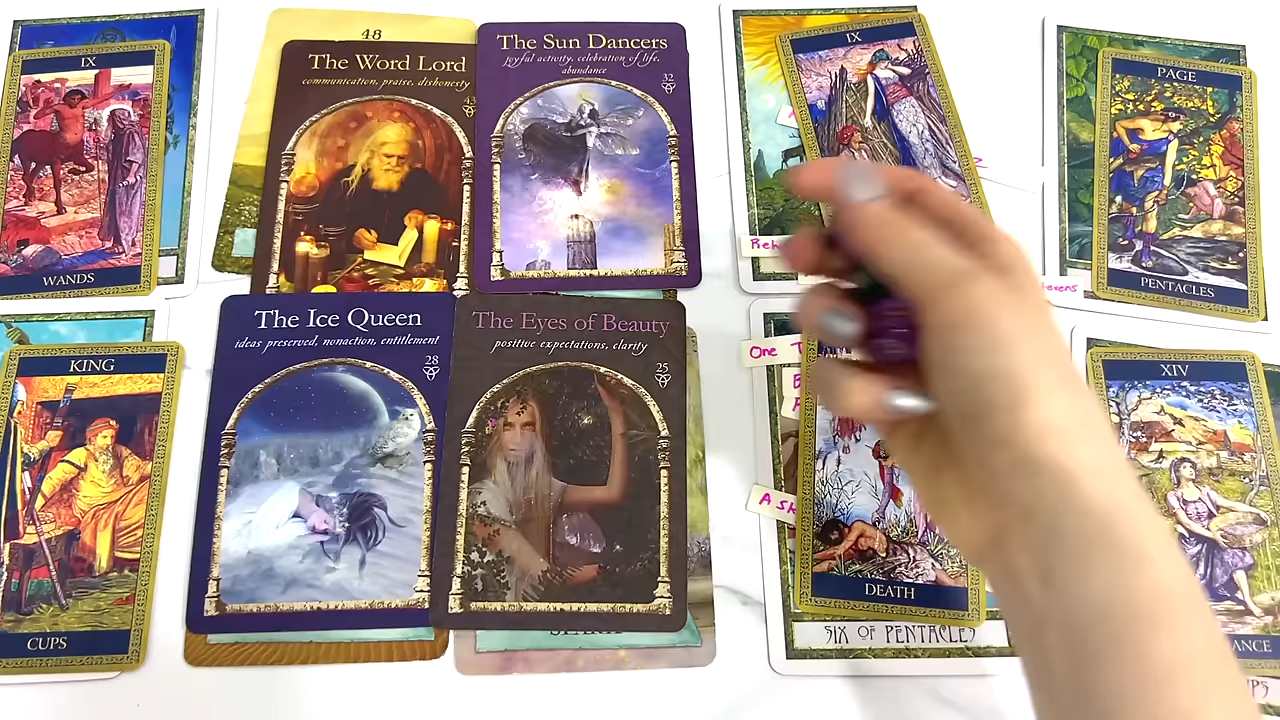 IX
WANDS
48
The Word Lord
communication, praise, dishonesty
43
The Sun Dancers
joyful activity, celebration of life,
abundance
32
IX
PAGE
PENTACLES
KING
CUPS
The Ice Queen
ideas preserved, nonaction, entitlement
28
The Eyes of Beauty
positive expectations, clarity
25
One
DEATH
SIX OF PENTACLES
XIV